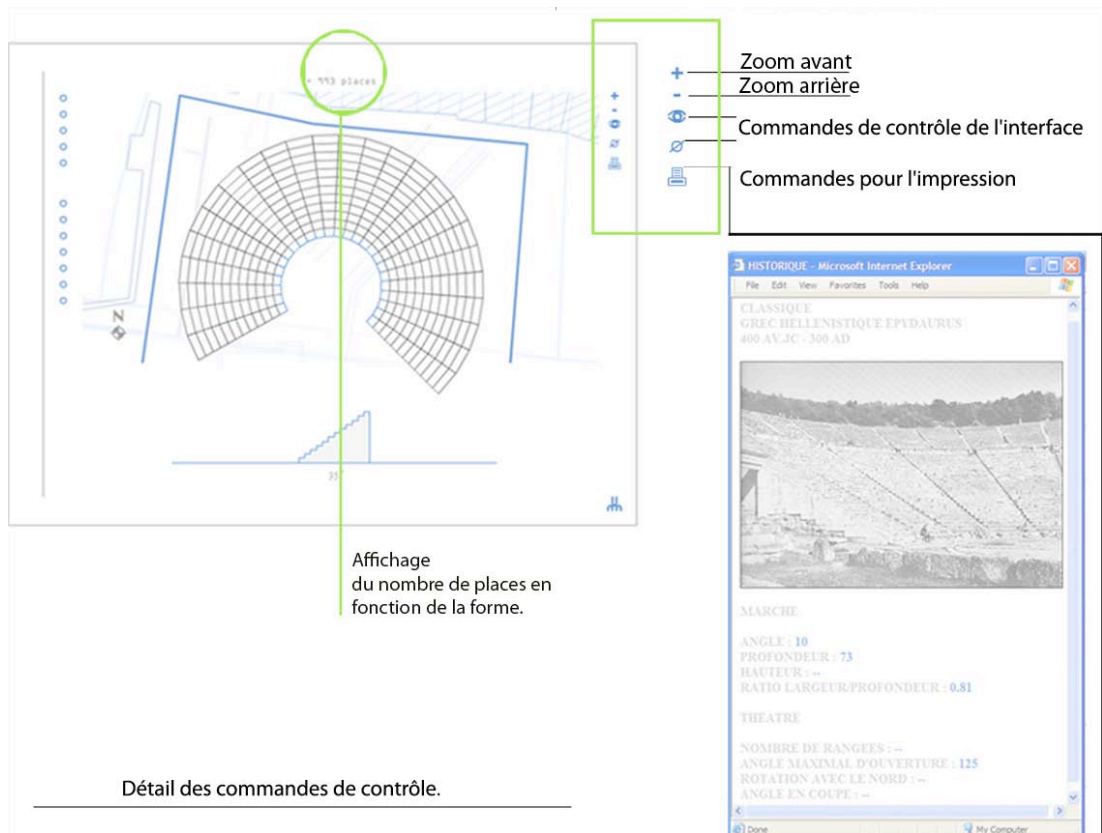 + 993 places
+
-
+
-
Zoom avant
Zoom arrière
Commandes de contrôle de l'interface
Commandes pour l'impression
N
Affichage
du nombre de places en
fonction de la forme.
HISTORIQUE - Microsoft Internet Explorer
File Edit View Favorites Tools Help
CLASSIQUE
GREC HELLENISTIQUE EPYDAURUS
400 AV.JC - 300 AD
MARCHE
ANGLE : 10
PROFONDEUR : 73
HAUTEUR : --
RATIO LARGEUR/PROFONDEUR : 0.81
THEATRE
NOMBRE DE RANGEES : --
ANGLE MAXIMAL D'OUVERTURE : 125
ROTATION AVEC LE NORD : --
ANGLE EN COUPE : --
Done My Computer
Détail des commandes de contrôle.